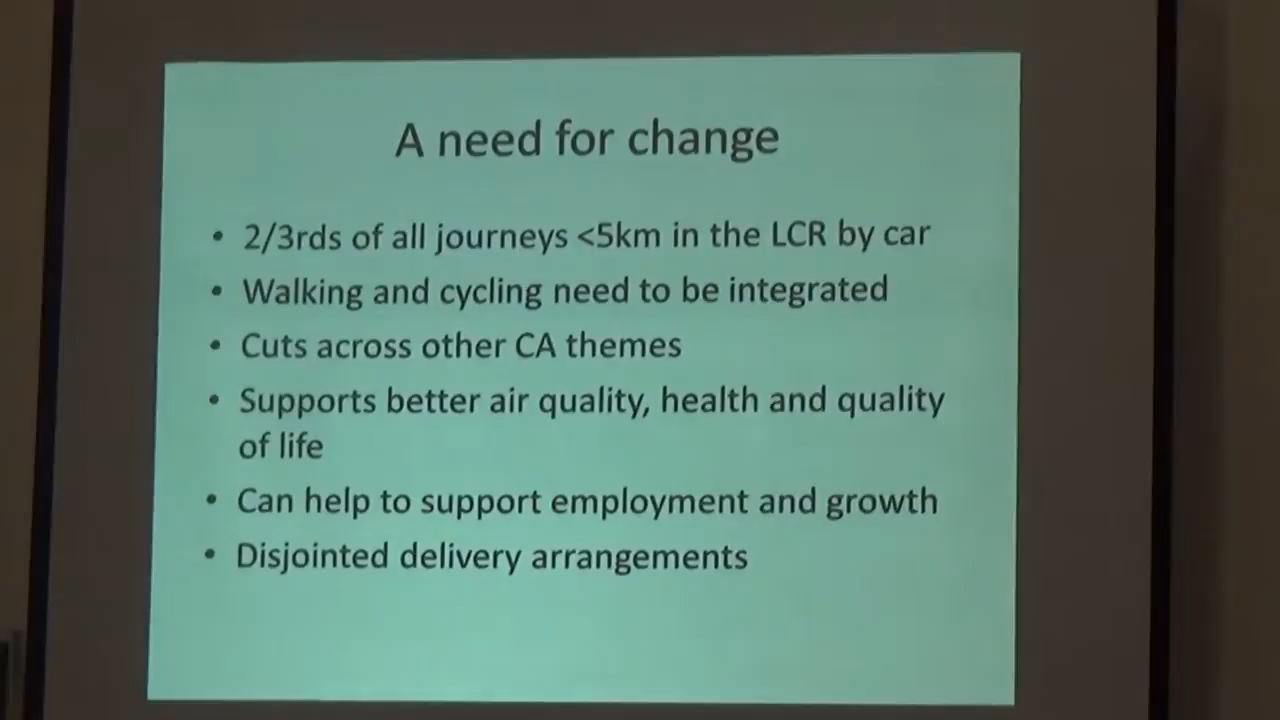 A need for change
• 2/3rds of all journeys <5km in the LCR by car
• Walking and cycling need to be integrated
• Cuts across other CA themes
• Supports better air quality, health and quality
of life
• Can help to support employment and growth
• Disjointed delivery arrangements